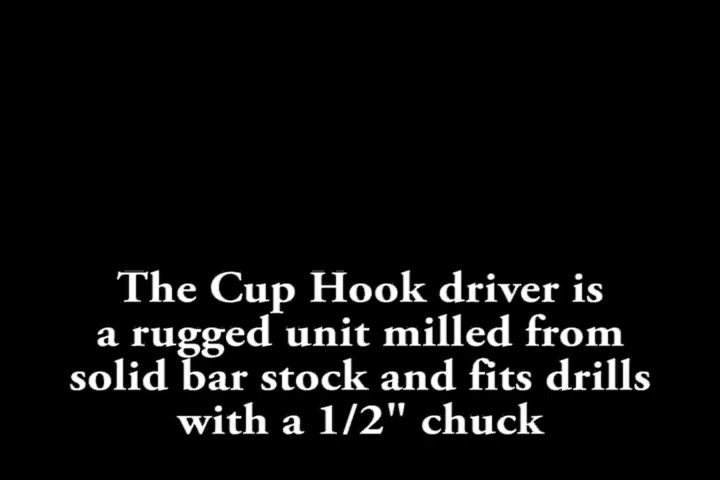 The Cup Hook driver is
a rugged unit milled from
solid bar stock and fits drills
with a 1/2" chuck